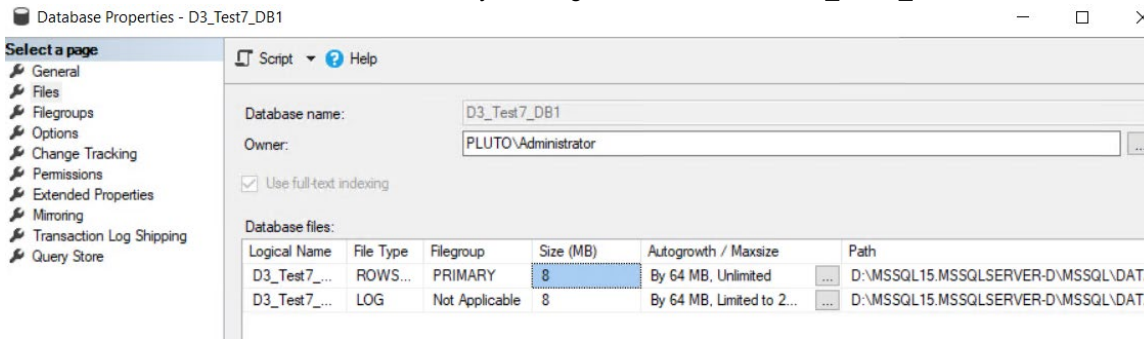 Database Properties - D3_Test7_DB1
Select a page
General
Files
Filegroups
Options
Change Tracking
Permissions
Extended Properties
Mirroring
Transaction Log Shipping
Query Store
Script Help
Database name: D3_Test7_DB1
Owner: PLUTO\Administrator ...
Use full-text indexing
Database files:
Logical Name File Type Filegroup Size (MB) Autogrowth / Maxsize Path
D3_Test7_... ROWS... PRIMARY 8 By 64 MB, Unlimited ... D:\MSSQL15.MSSQLSERVER-D\MSSQL\DAT
D3_Test7_... LOG Not Applicable 8 By 64 MB, Limited to 2... ... D:\MSSQL15.MSSQLSERVER-D\MSSQL\DAT